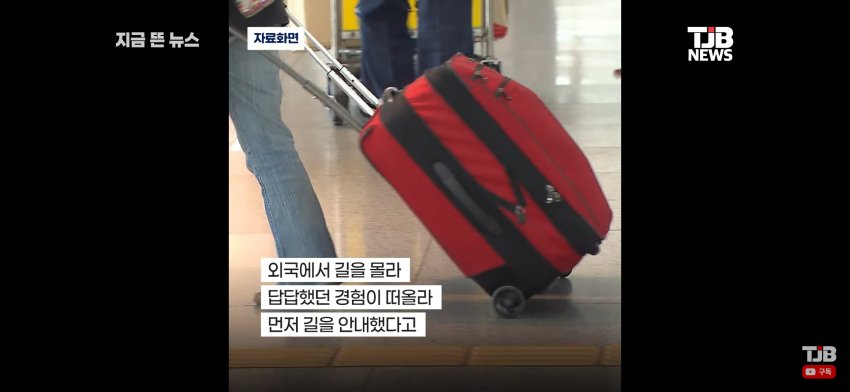 지금 뜬 뉴스
자료화면
TJB
NEWS
외국에서 길을 몰라
답답했던 경험이 떠올라
먼저 길을 안내했다고
TJB
구독